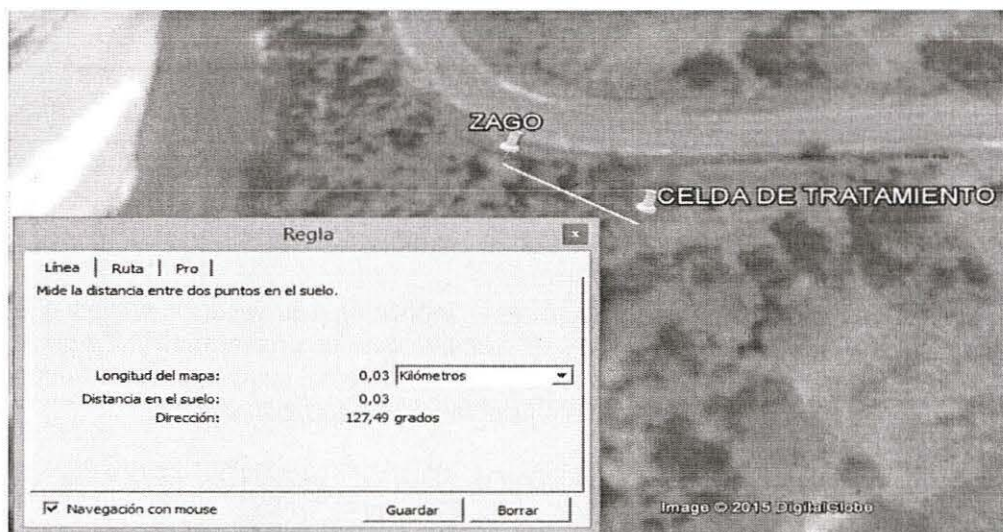 ZAGO
CELDA DE TRATAMIENTO
Regla
x
Línea | Ruta | Pro |
Mide la distancia entre dos puntos en el suelo.
Longitud del mapa: 0,03 Kilómetros
Distancia en el suelo: 0,03
Dirección: 127,49 grados
Navegación con mouse Guardar Borrar
Image © 2015 DigitalGlobe